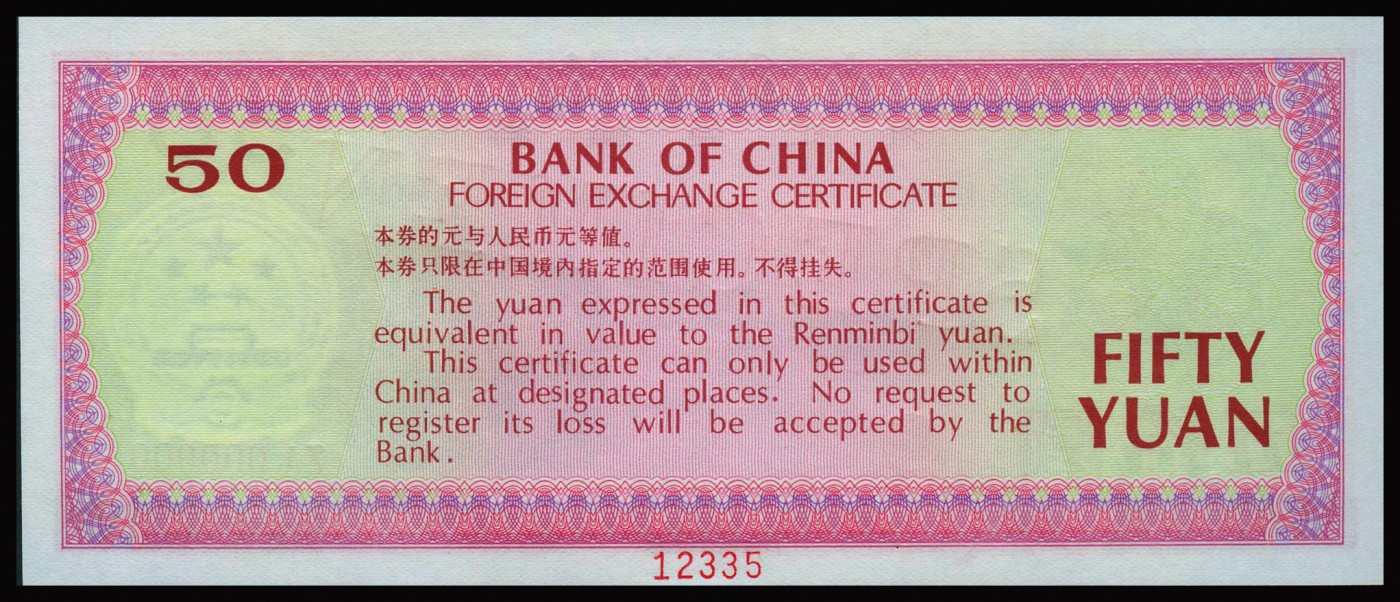 50
BANK OF CHINA
FOREIGN EXCHANGE CERTIFICATE
本券的元与人民币元等值。
本券只限在中国境内指定的范围使用。不得挂失。
The yuan expressed in this certificate is
equivalent in value to the Renminbi yuan.
This certificate can only be used within
China at designated places. No request to
register its loss will be accepted by the
Bank.
FIFTY
YUAN
12335